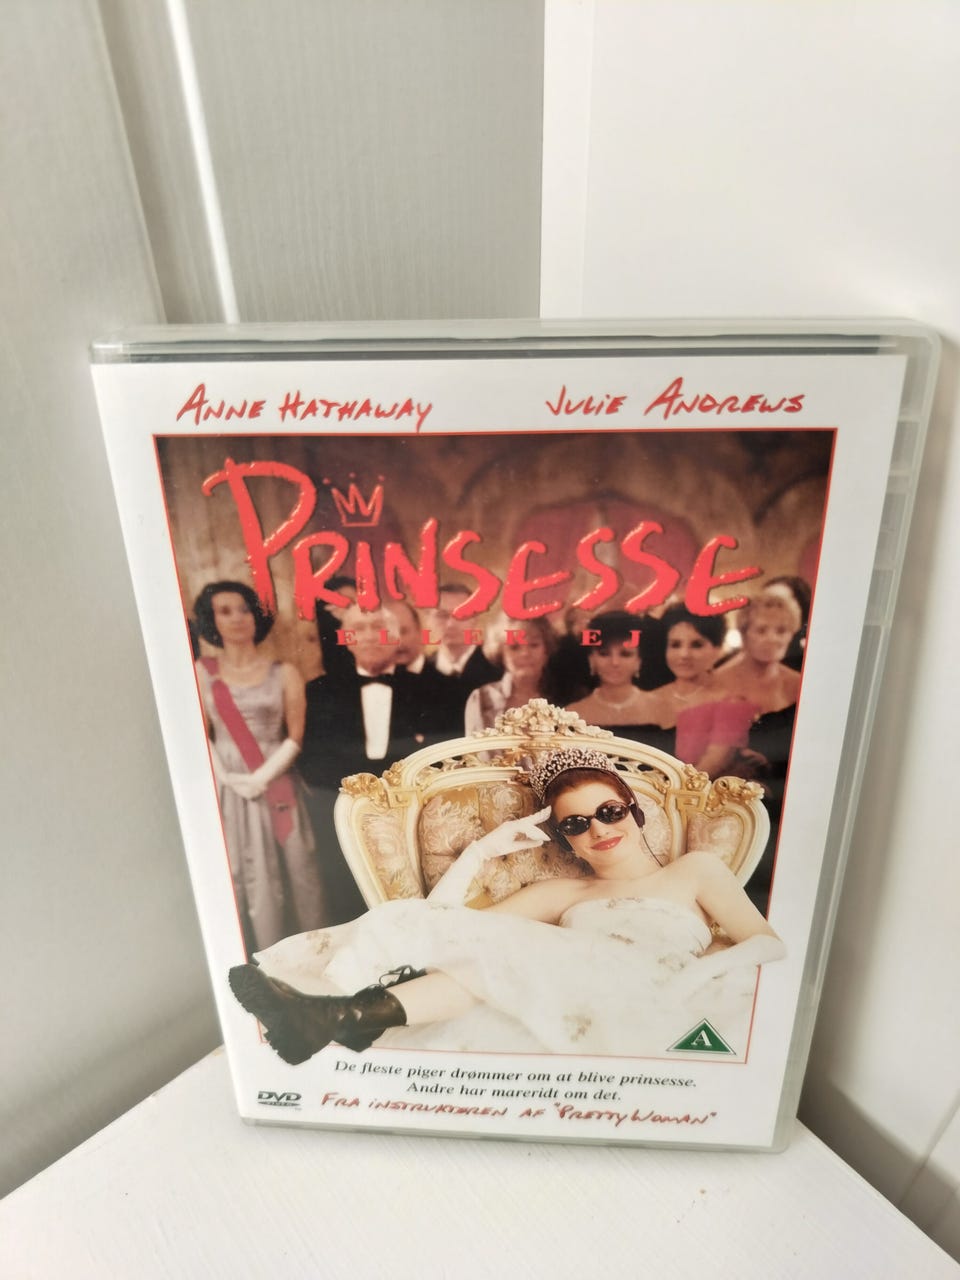 ANNE HATHAWAY JULIE ANDREWS
PRINSESSE
ELLER EJ
A
De fleste piger drømmer om at blive prinsesse.
Andre har mareridt om det.
DVD
VIDEO
FRA INSTRUKTØREN AF "PRETTY WOMAN"